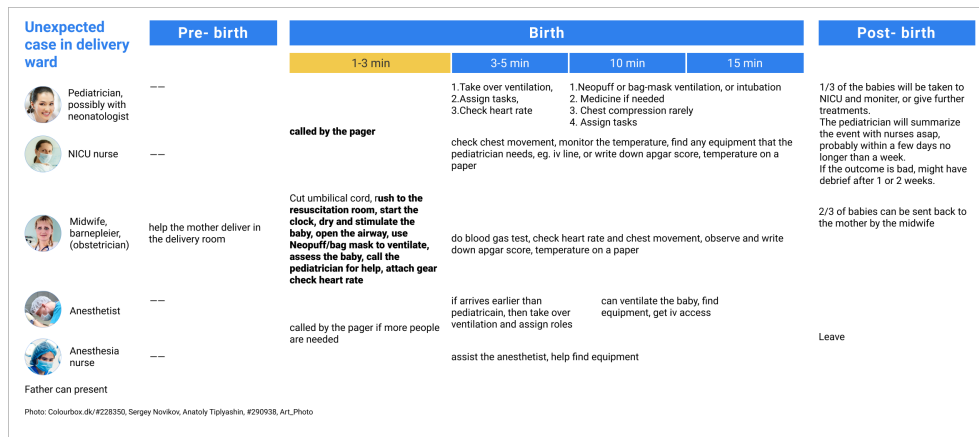 Unexpected
case in delivery
ward
Pre- birth
Birth
Post- birth
1-3 min
3-5 min
10 min
15 min
Pediatrician,
possibly with
neonatologist
——
called by the pager
1.Take over ventilation,
2.Assign tasks,
3.Check heart rate
1.Neopuff or bag-mask ventilation, or intubation
2. Medicine if needed
3. Chest compression rarely
4. Assign tasks
1/3 of the babies will be taken to
NICU and moniter, or give further
treatments.
The pediatrician will summarize
the event with nurses asap,
probably within a few days no
longer than a week.
If the outcome is bad, might have
debrief after 1 or 2 weeks.
NICU nurse
——
check chest movement, monitor the temperature, find any equipment that the
pediatrician needs, eg. iv line, or write down apgar score, temperature on a
paper
Midwife,
barnepleier,
(obstetrician)
help the mother deliver in
the delivery room
Cut umbilical cord, rush to the
resuscitation room, start the
clock, dry and stimulate the
baby, open the airway, use
Neopuff/bag mask to ventilate,
assess the baby, call the
pediatrician for help, attach gear
check heart rate
do blood gas test, check heart rate and chest movement, observe and write
down apgar score, temperature on a paper
2/3 of babies can be sent back
to the mother by the midwife
Anesthetist
——
called by the pager if more people
are needed
if arrives earlier than
pediatricain, then take over
ventilation and assign roles
can ventilate the baby, find
equipment, get iv access
Leave
Anesthesia
nurse
——
assist the anesthetist, help find equipment
Father can present
Photo: Colourbox.dk/#228350, Sergey Novikov, Anatoly Tiplyashin, #290938, Art_Photo